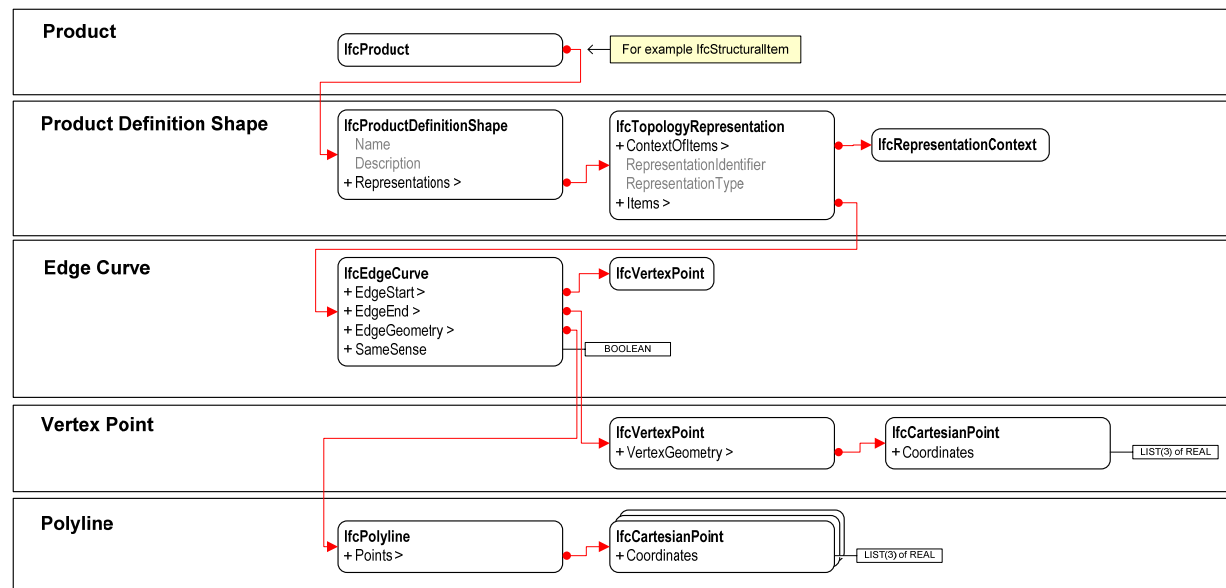 Product
IfcProduct
For example IfcStructuralItem
Product Definition Shape
IfcProductDefinitionShape
Name
Description
+ Representations >
IfcTopologyRepresentation
+ ContextOfItems >
RepresentationIdentifier
RepresentationType
+ Items >
IfcRepresentationContext
Edge Curve
IfcEdgeCurve
+ EdgeStart >
+ EdgeEnd >
+ EdgeGeometry >
+ SameSense
IfcVertexPoint
BOOLEAN
Vertex Point
IfcVertexPoint
+ VertexGeometry >
IfcCartesianPoint
+ Coordinates
LIST(3) of REAL
Polyline
IfcPolyline
+ Points >
IfcCartesianPoint
+ Coordinates
LIST(3) of REAL